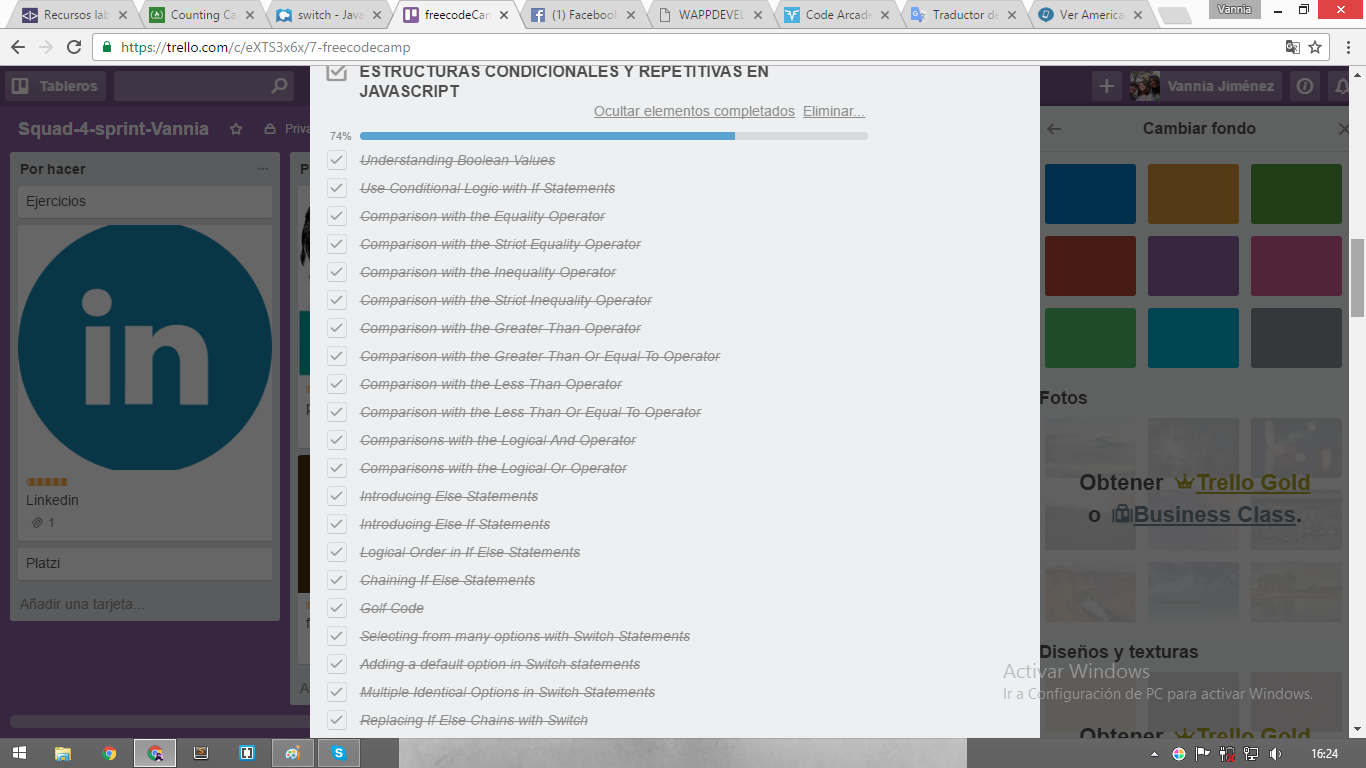 Recursos lab
Counting Ca
switch - Java
freecodeCam
(1) Facebook
WAPPDEVEL
Code Arcade
Traductor de
Ver America
Vannia
https://trello.com/c/eXTS3x6x/7-freecodecamp
Tableros
Vannia Jiménez
Squad-4-sprint-Vannia
Priva
Cambiar fondo
ESTRUCTURAS CONDICIONALES Y REPETITIVAS EN
JAVASCRIPT
Ocultar elementos completados Eliminar...
74%
Understanding Boolean Values
Use Conditional Logic with If Statements
Comparison with the Equality Operator
Comparison with the Strict Equality Operator
Comparison with the Inequality Operator
Comparison with the Strict Inequality Operator
Comparison with the Greater Than Operator
Comparison with the Greater Than Or Equal To Operator
Comparison with the Less Than Operator
Comparison with the Less Than Or Equal To Operator
Comparisons with the Logical And Operator
Comparisons with the Logical Or Operator
Introducing Else Statements
Introducing Else If Statements
Logical Order in If Else Statements
Chaining If Else Statements
Golf Code
Selecting from many options with Switch Statements
Adding a default option in Switch statements
Multiple Identical Options in Switch Statements
Replacing If Else Chains with Switch
Por hacer
Ejercicios
in
Linkedin
1
Platzi
Añadir una tarjeta...
Fotos
Obtener Trello Gold
o Business Class.
Diseños y texturas
Obtener Trello Gold
Activar Windows
Ir a Configuración de PC para activar Windows.
16:24